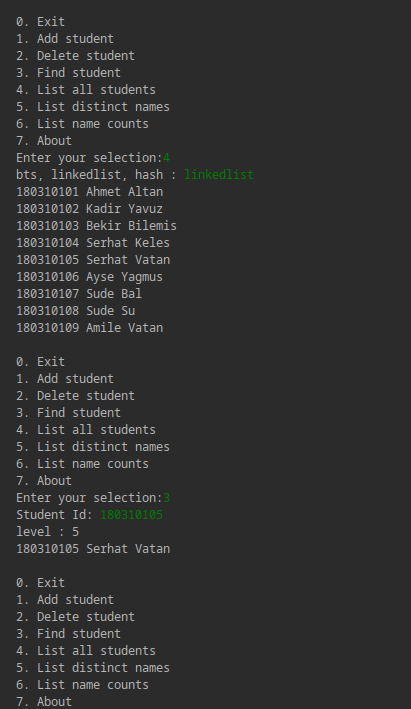 0. Exit
1. Add student
2. Delete student
3. Find student
4. List all students
5. List distinct names
6. List name counts
7. About
Enter your selection:4
bts, linkedlist, hash : linkedlist
180310101 Ahmet Altan
180310102 Kadir Yavuz
180310103 Bekir Bilemis
180310104 Serhat Keles
180310105 Serhat Vatan
180310106 Ayse Yagmus
180310107 Sude Bal
180310108 Sude Su
180310109 Amile Vatan
0. Exit
1. Add student
2. Delete student
3. Find student
4. List all students
5. List distinct names
6. List name counts
7. About
Enter your selection:3
Student Id: 180310105
level : 5
180310105 Serhat Vatan
0. Exit
1. Add student
2. Delete student
3. Find student
4. List all students
5. List distinct names
6. List name counts
7. About